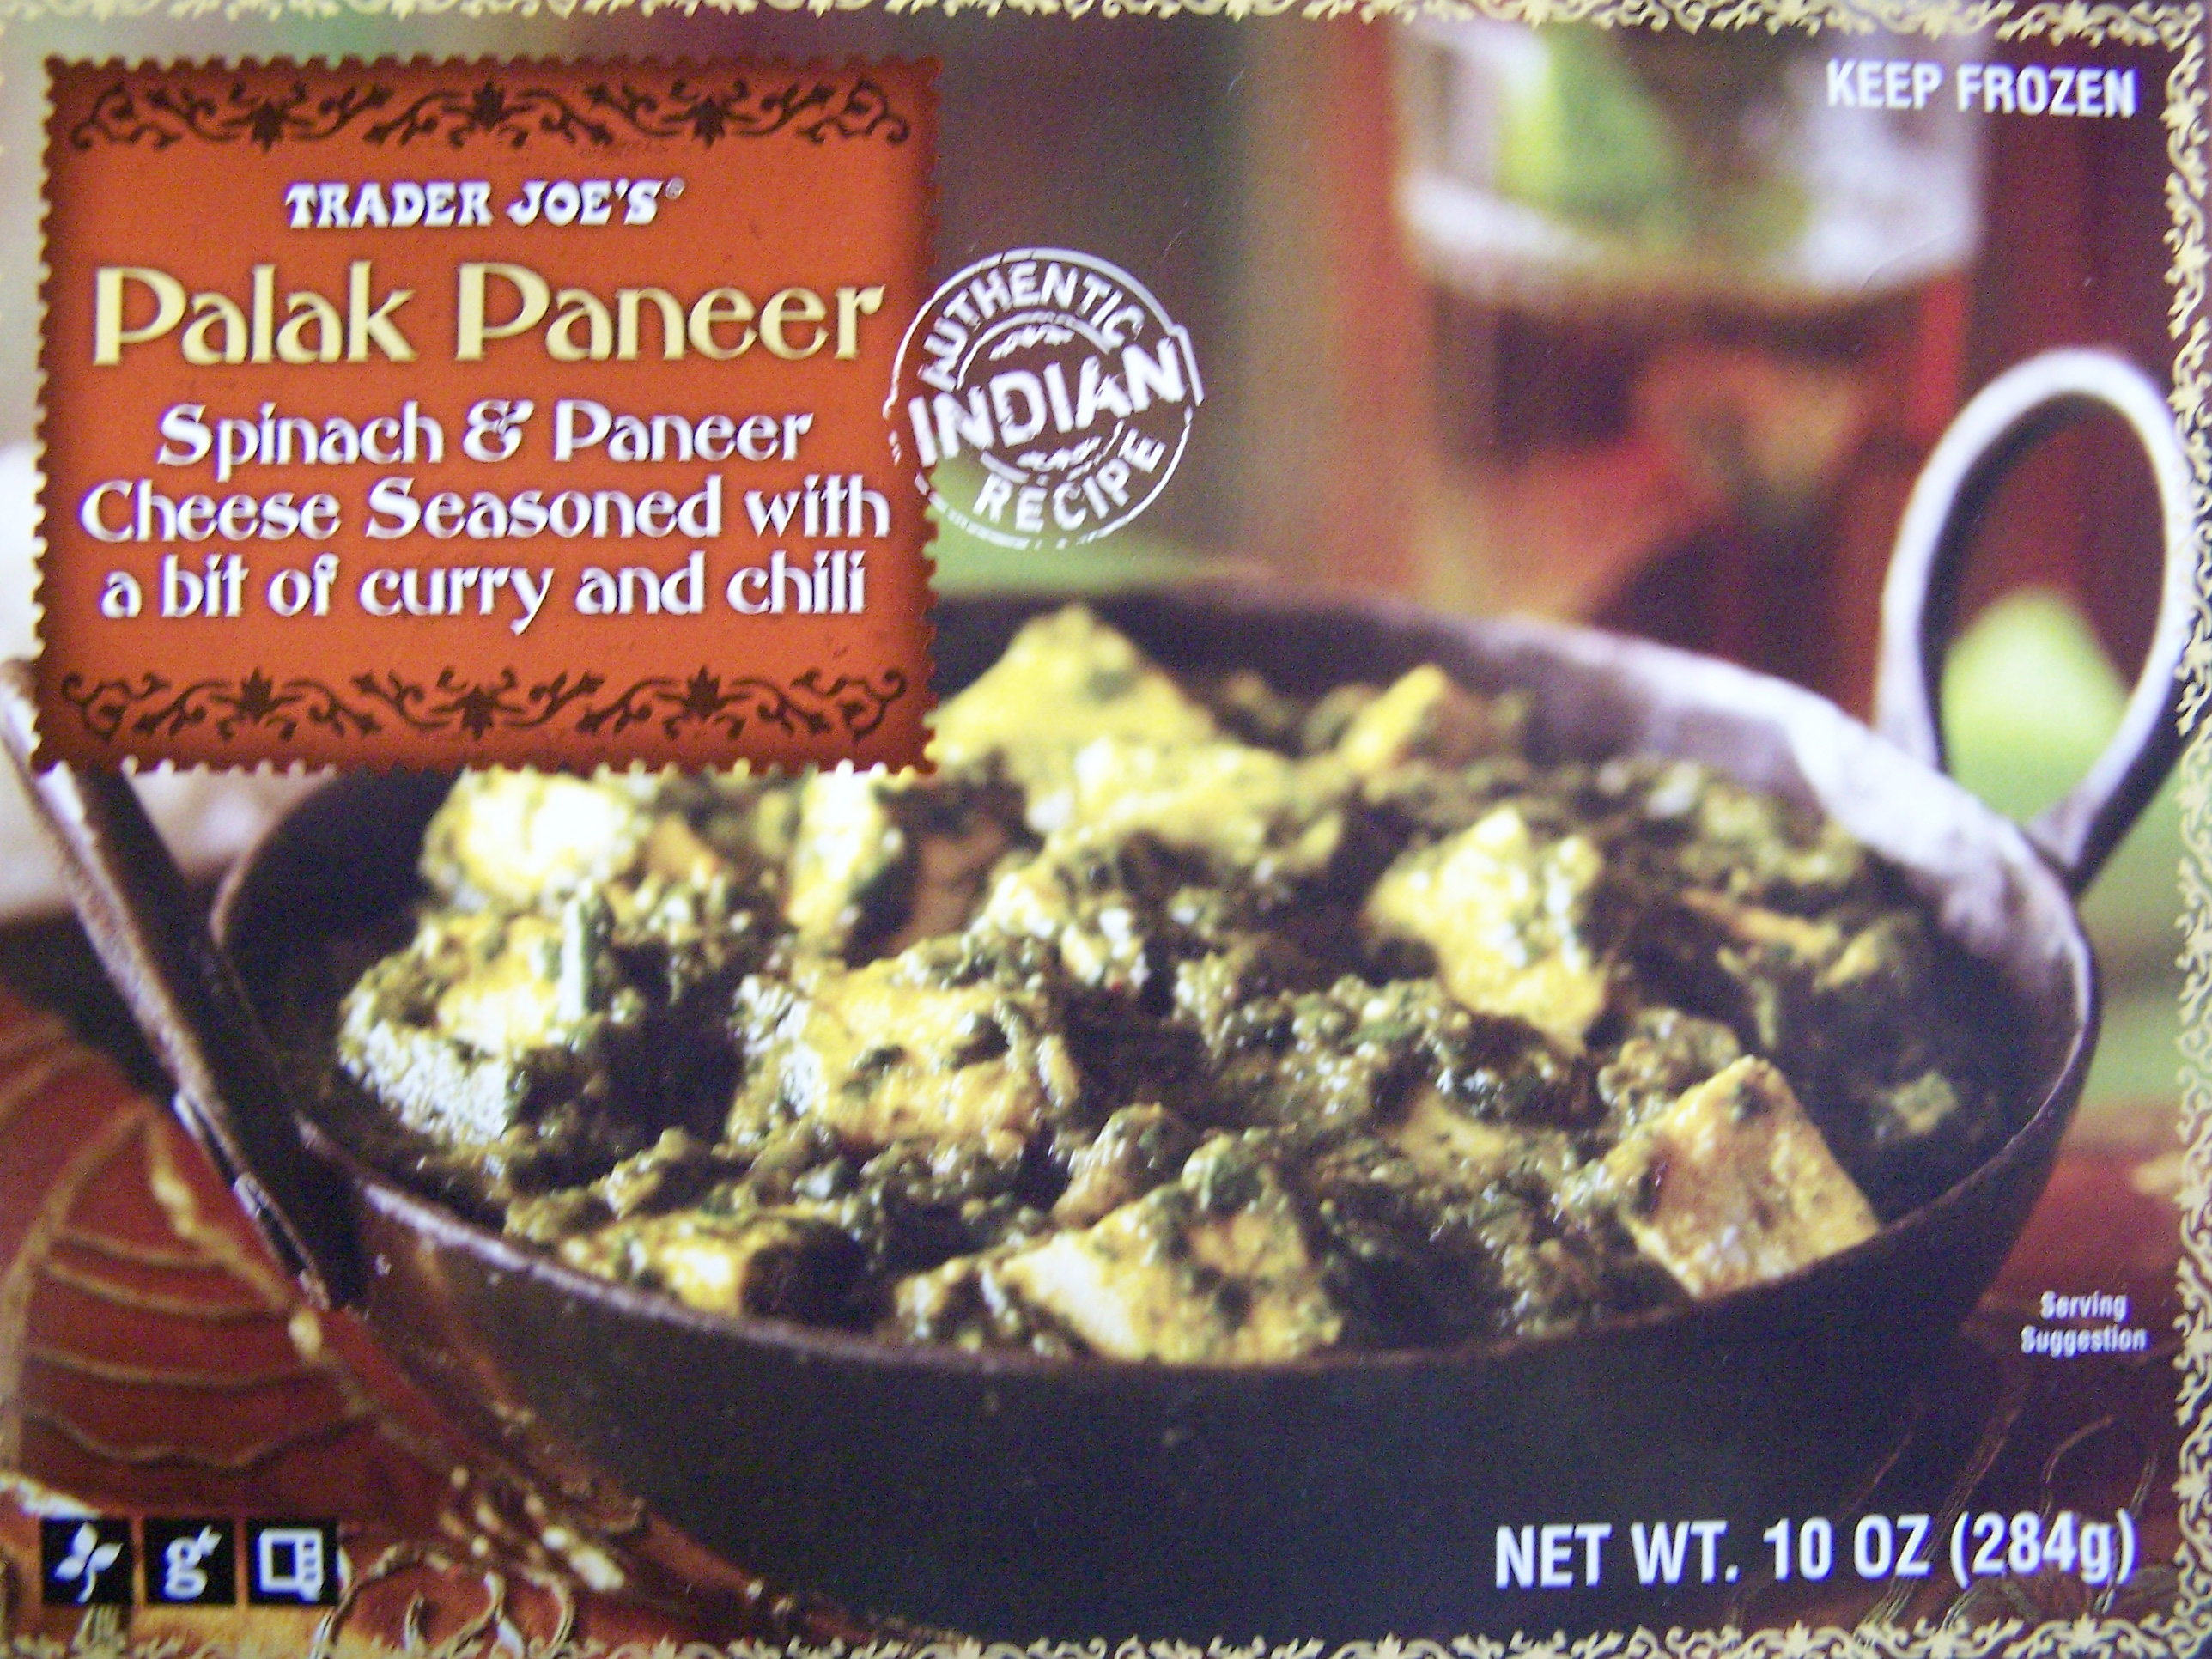 KEEP FROZEN
TRADER JOE'S®
Palak Paneer
Spinach & Paneer
Cheese Seasoned with
a bit of curry and chili
AUTHENTIC
INDIAN
RECIPE
Serving
Suggestion
g
NET WT. 10 OZ (284g)